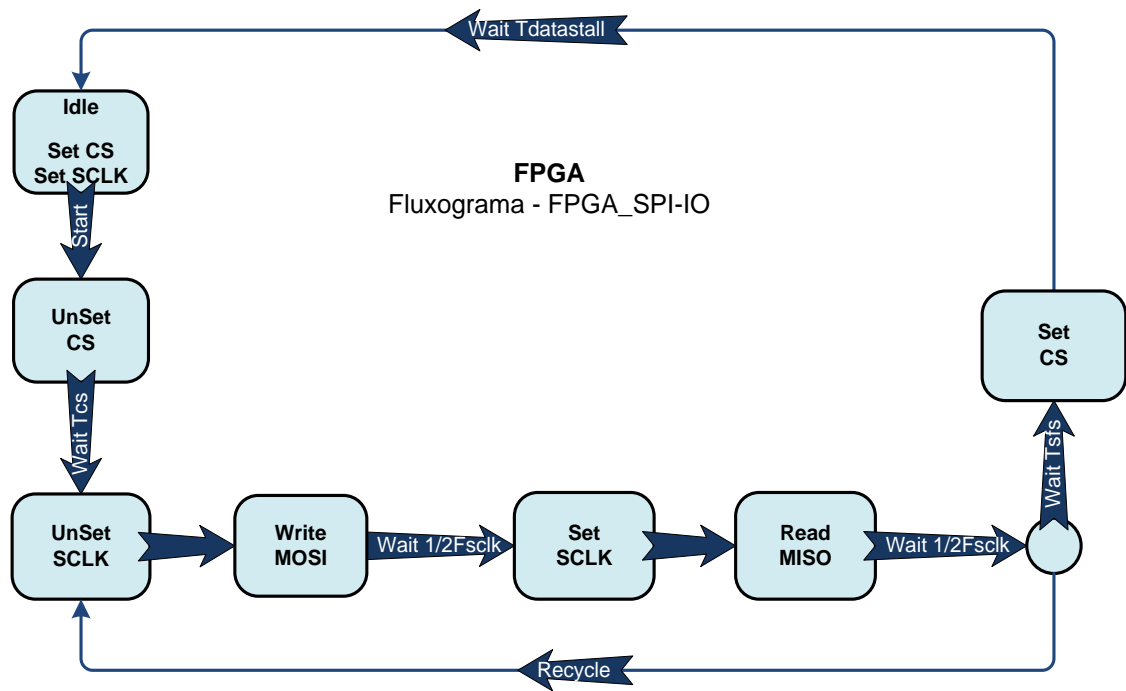 Wait Tdatastall
Idle
Set CS
Set SCLK
FPGA
Fluxograma - FPGA_SPI-IO
Start
UnSet
CS
Set
CS
Wait Tcs
Wait Tsfs
UnSet
SCLK
Write
MOSI
Wait 1/2Fsclk
Set
SCLK
Read
MISO
Wait 1/2Fsclk
Recycle